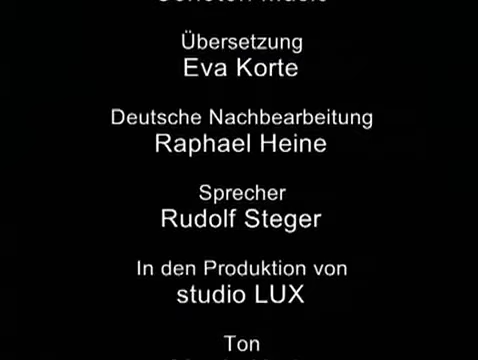 Übersetzung
Eva Korte
Deutsche Nachbearbeitung
Raphael Heine
Sprecher
Rudolf Steger
In den Produktion von
studio LUX
Ton